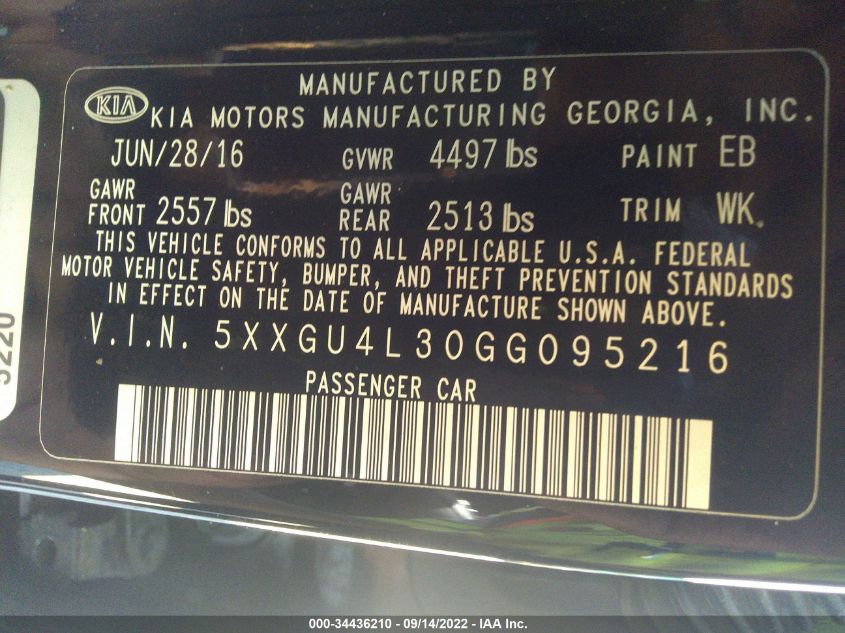 MANUFACTURED BY
KIA KIA MOTORS MANUFACTURING GEORGIA, INC.
JUN/28/16 GVWR 4497 lbs PAINT EB
GAWR FRONT 2557 lbs GAWR REAR 2513 lbs TRIM WK
THIS VEHICLE CONFORMS TO ALL APPLICABLE U.S.A. FEDERAL
MOTOR VEHICLE SAFETY, BUMPER, AND THEFT PREVENTION STANDARDS
IN EFFECT ON THE DATE OF MANUFACTURE SHOWN ABOVE.
V.I.N. 5XXGU4L30GG095216
PASSENGER CAR
5220
000-34436210 - 09/14/2022 - IAA Inc.